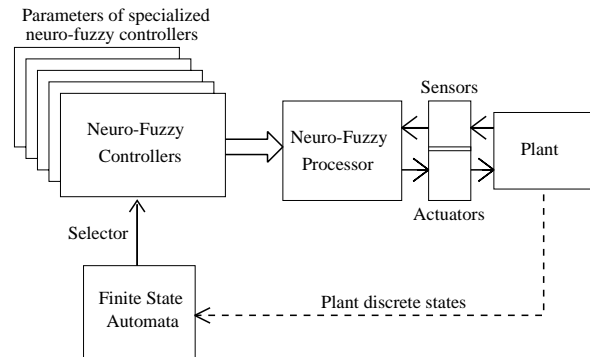 Parameters of specialized
neuro-fuzzy controllers
Neuro-Fuzzy
Controllers
Neuro-Fuzzy
Processor
Sensors
Actuators
Plant
Selector
Finite State
Automata
Plant discrete states